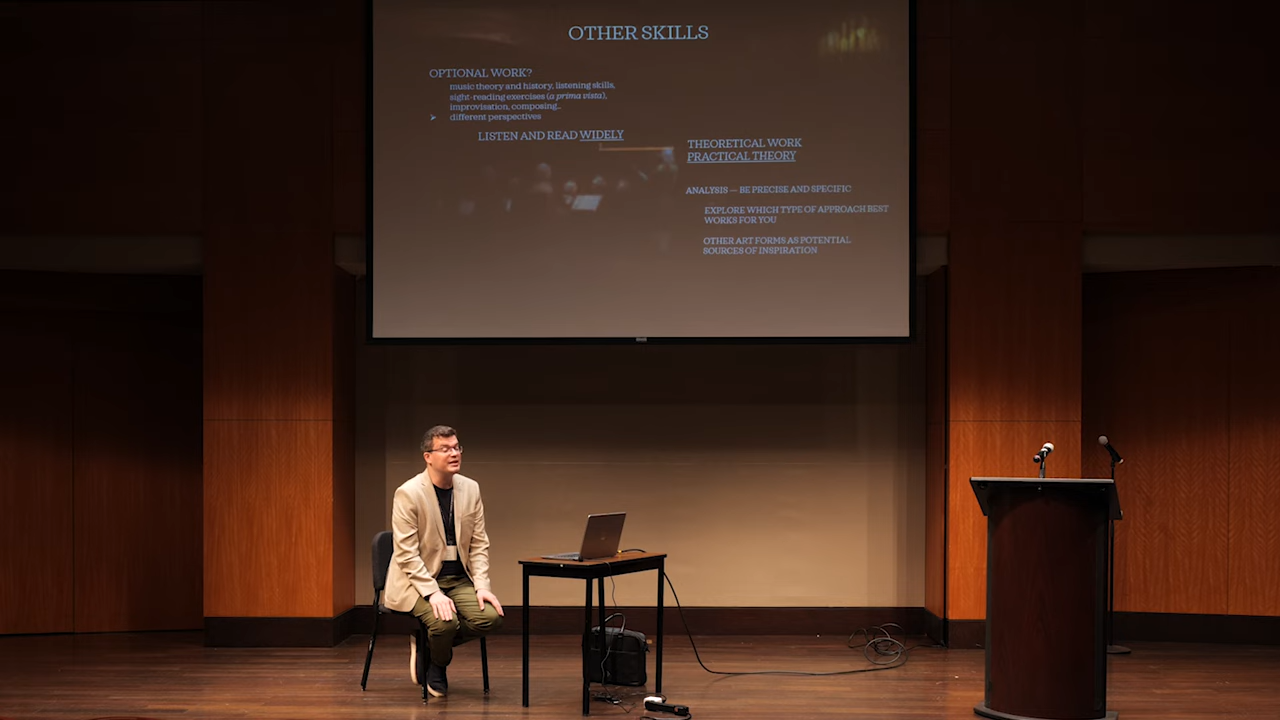 OTHER SKILLS
OPTIONAL WORK?
music theory and history, listening skills,
sight-reading exercises (a prima vista),
improvisation, composing...
➢ different perspectives
LISTEN AND READ WIDELY
THEORETICAL WORK
PRACTICAL THEORY
ANALYSIS — BE PRECISE AND SPECIFIC
EXPLORE WHICH TYPE OF APPROACH BEST
WORKS FOR YOU
OTHER ART FORMS AS POTENTIAL
SOURCES OF INSPIRATION